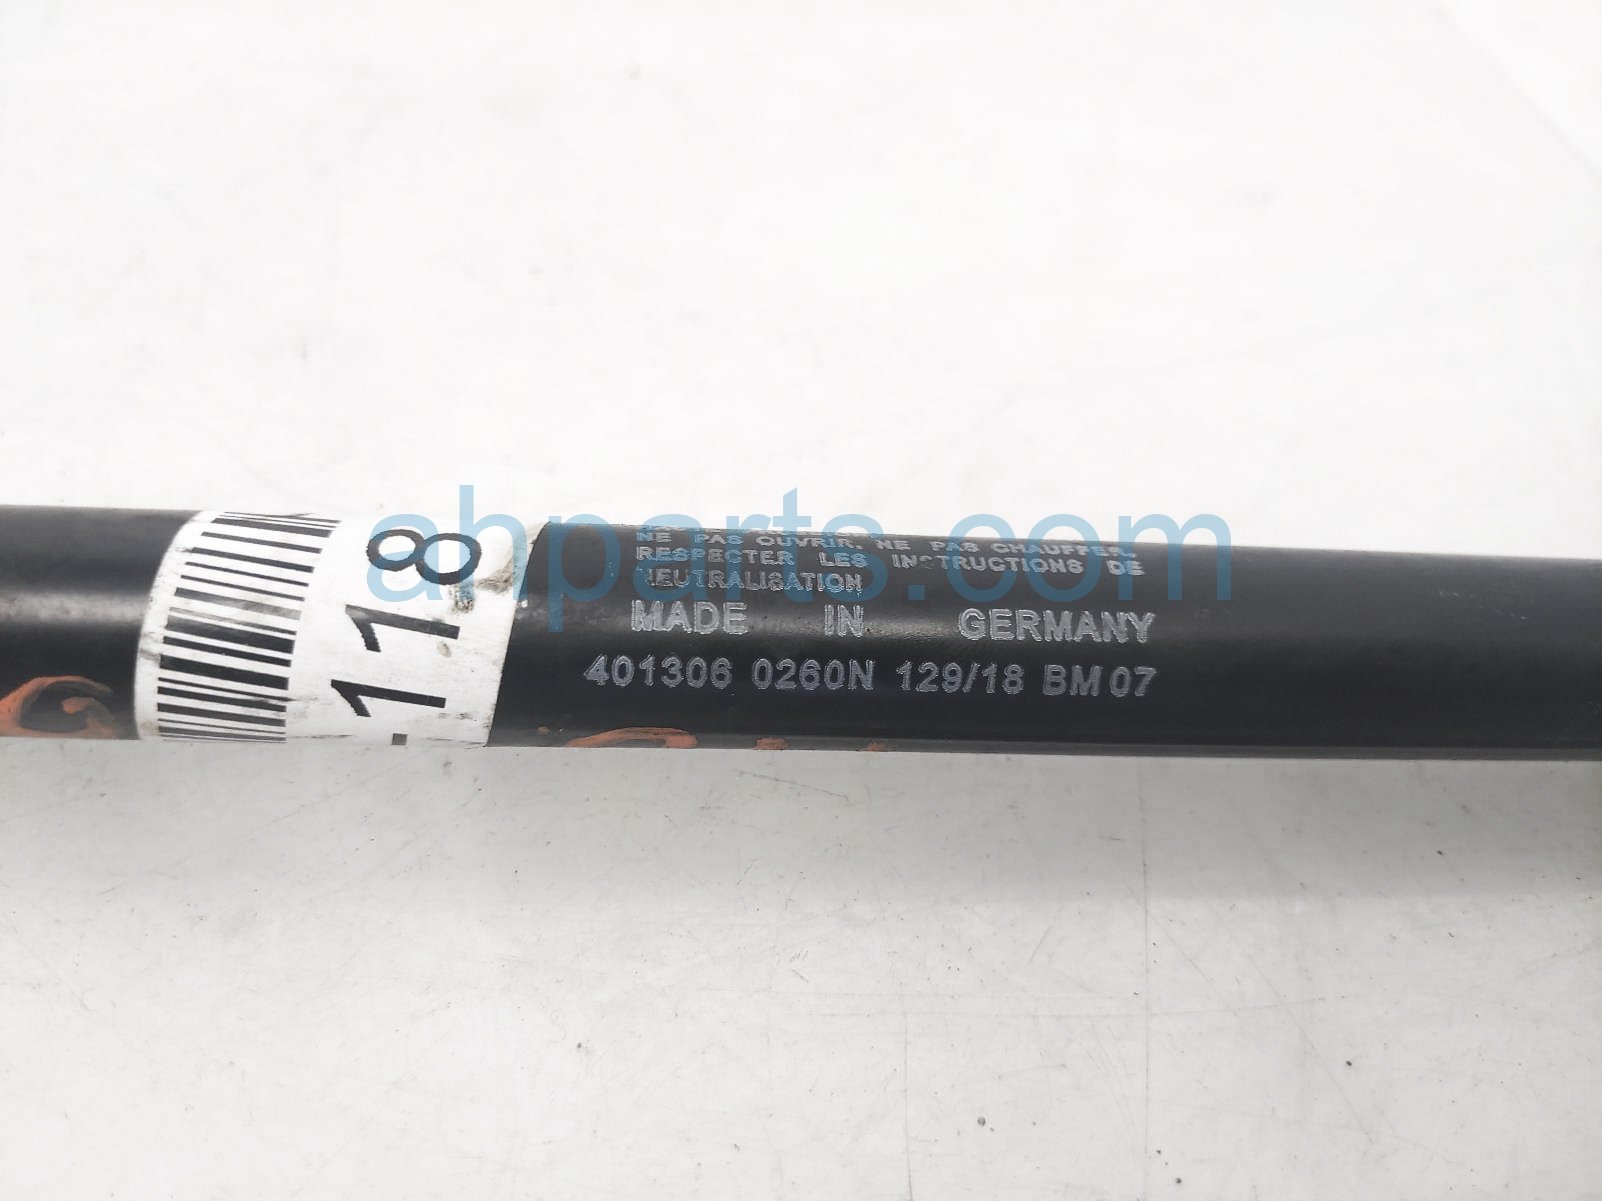 NE PAS OUVRIR, NE PAS CHAUFFER,
RESPECTER LES INSTRUCTIONS DE
NEUTRALISATION
MADE IN GERMANY
401306 0260N 129/18 BM07
-118
ahparts.com